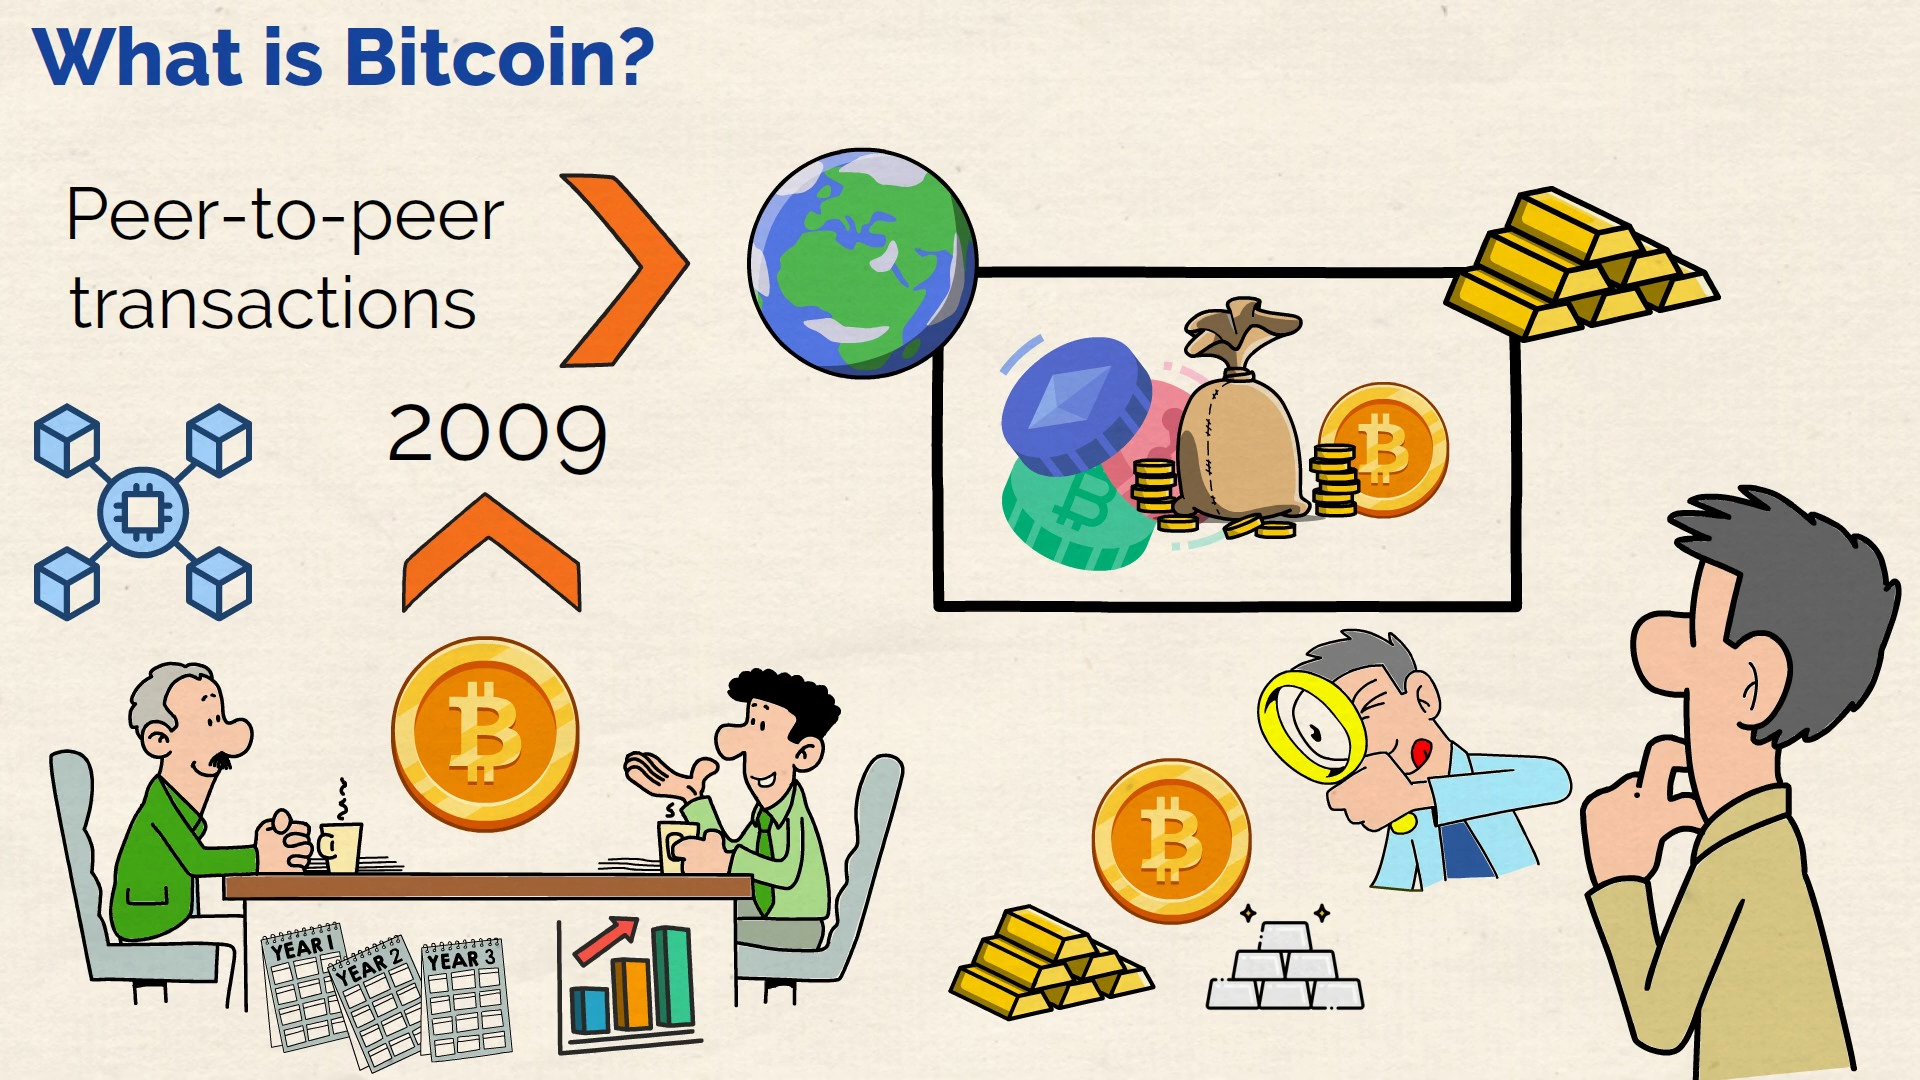 What is Bitcoin?
Peer-to-peer
transactions
2009
YEAR 1
YEAR 2
YEAR 3